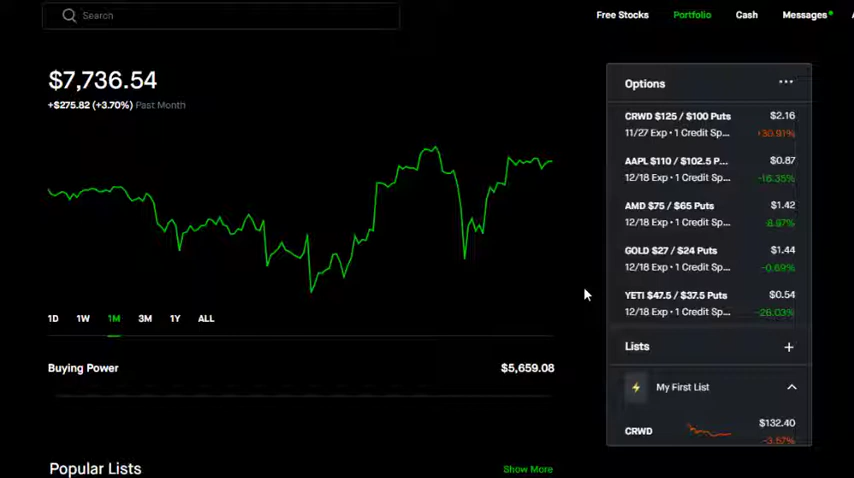 Search
Free Stocks
Portfolio
Cash
Messages
$7,736.54
+$275.82 (+3.70%) Past Month
1D
1W
1M
3M
1Y
ALL
Buying Power
$5,659.08
Popular Lists
Show More
Options
CRWD $125 / $100 Puts
$2.16
11/27 Exp • 1 Credit Sp...
+30.91%
AAPL $110 / $102.5 P...
$0.87
12/18 Exp • 1 Credit Sp...
-16.35%
AMD $75 / $65 Puts
$1.42
12/18 Exp • 1 Credit Sp...
-8.97%
GOLD $27 / $24 Puts
$1.44
12/18 Exp • 1 Credit Sp...
-0.69%
YETI $47.5 / $37.5 Puts
$0.54
12/18 Exp • 1 Credit Sp...
-26.03%
Lists
My First List
CRWD
$132.40
-3.57%